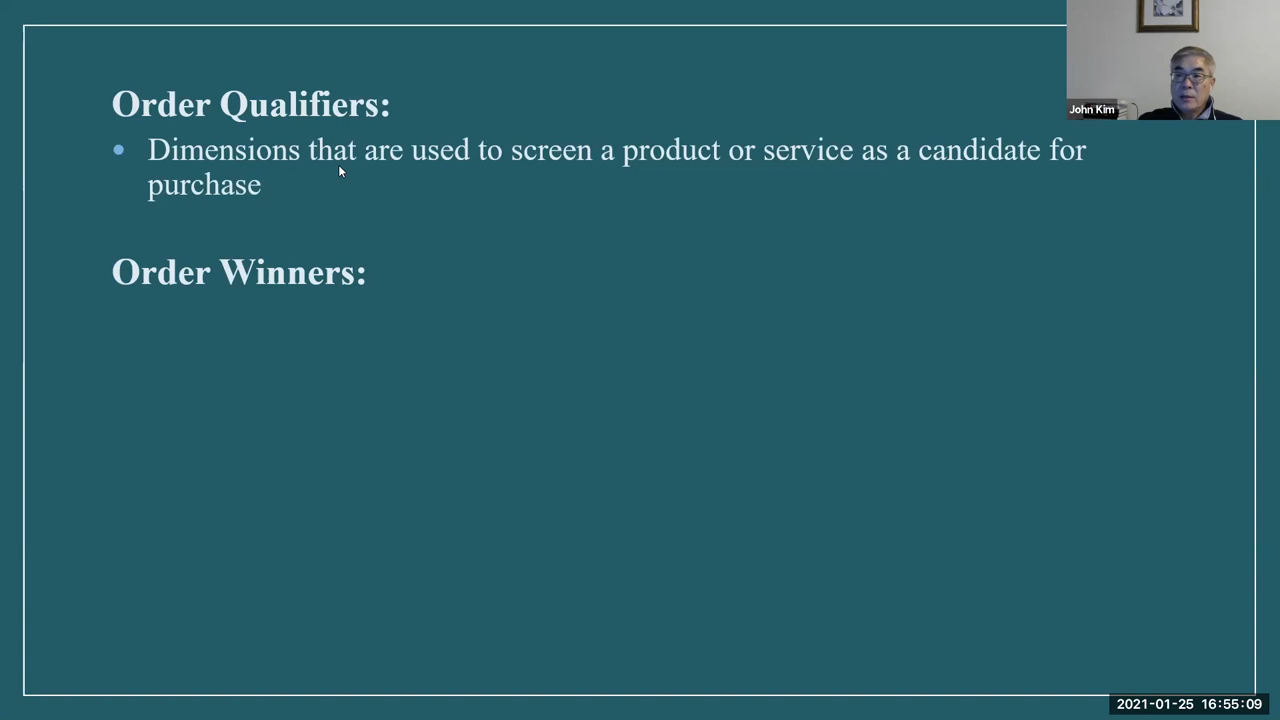 Order Qualifiers:
• Dimensions that are used to screen a product or service as a candidate for
purchase
Order Winners:
John Kim
2021-01-25 16:55:09